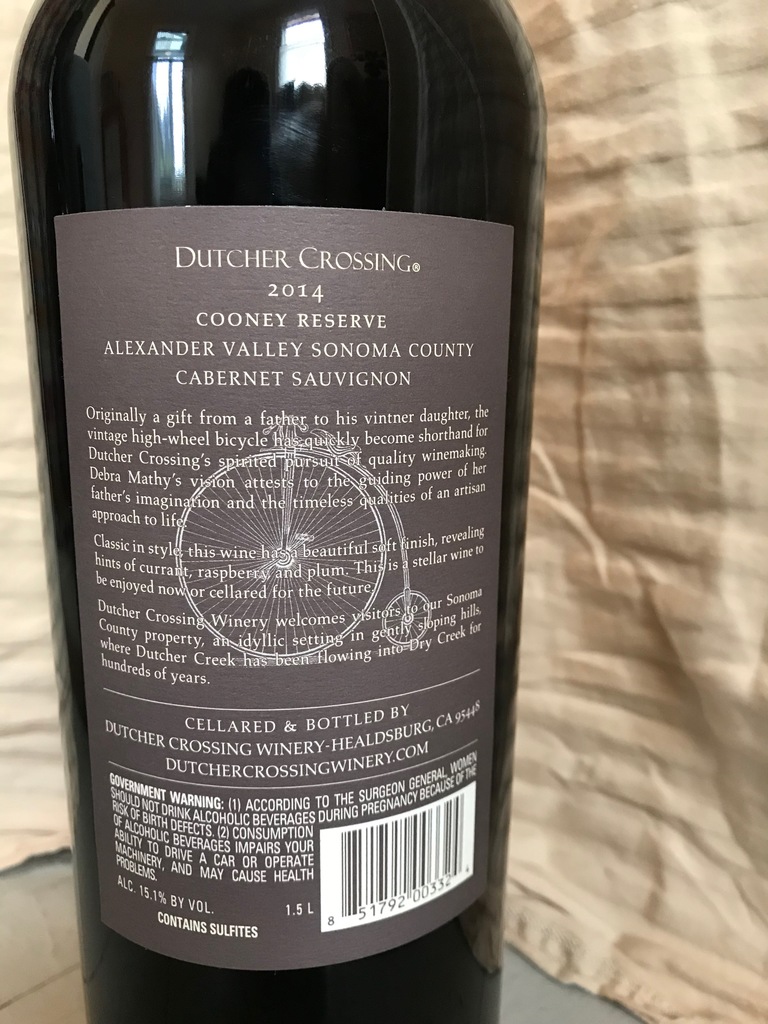 DUTCHER CROSSING®
2014
COONEY RESERVE
ALEXANDER VALLEY SONOMA COUNTY
CABERNET SAUVIGNON
Originally a gift from a father to his vintner daughter, the
vintage high-wheel bicycle has quickly become shorthand for
Dutcher Crossing's spirited pursuit of quality winemaking.
Debra Mathy's vision attests to the guiding power of her
father's imagination and the timeless qualities of an artisan
approach to life.
Classic in style, this wine has a beautiful soft finish, revealing
hints of currant, raspberry and plum. This is a stellar wine to
be enjoyed now or cellared for the future.
Dutcher Crossing Winery welcomes visitors to our Sonoma
County property, an idyllic setting in gently sloping hills,
where Dutcher Creek has been flowing into Dry Creek for
hundreds of years.
CELLARED & BOTTLED BY
DUTCHER CROSSING WINERY-HEALDSBURG, CA 95448
DUTCHERCROSSINGWINERY.COM
GOVERNMENT WARNING: (1) ACCORDING TO THE SURGEON GENERAL, WOMEN
SHOULD NOT DRINK ALCOHOLIC BEVERAGES DURING PREGNANCY BECAUSE OF THE
RISK OF BIRTH DEFECTS. (2) CONSUMPTION
OF ALCOHOLIC BEVERAGES IMPAIRS YOUR
ABILITY TO DRIVE A CAR OR OPERATE
MACHINERY, AND MAY CAUSE HEALTH
PROBLEMS.
ALC. 15.1% BY VOL.
1.5 L
CONTAINS SULFITES
8 51792 00332 4